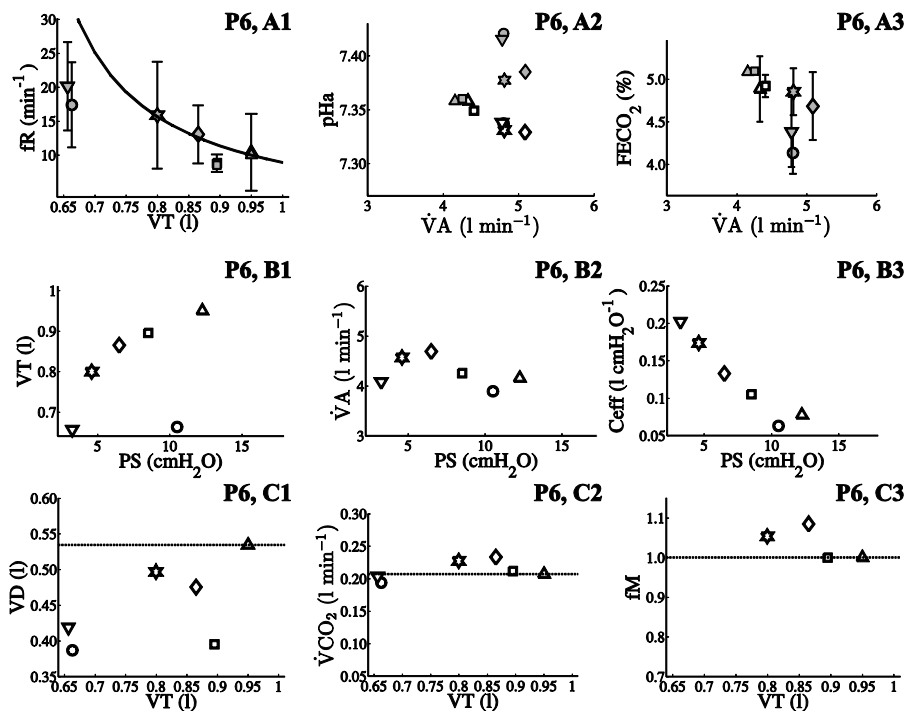 P6, A1
30
25
20
15
10
fR (min⁻¹)
0.65 0.7 0.75 0.8 0.85 0.9 0.95 1
VT (l)
P6, A2
7.40
7.35
7.30
pHa
3 4 5 6
V̇A (l min⁻¹)
P6, A3
5.0
4.5
4.0
FECO₂ (%)
3 4 5 6
V̇A (l min⁻¹)
P6, B1
1
0.9
0.8
0.7
VT (l)
5 10 15
PS (cmH₂O)
P6, B2
6
5
4
3
V̇A (l min⁻¹)
5 10 15
PS (cmH₂O)
P6, B3
0.25
0.2
0.15
0.1
0.05
Ceff (l cmH₂O⁻¹)
5 10 15
PS (cmH₂O)
P6, C1
0.60
0.55
0.50
0.45
0.40
0.35
VD (l)
0.65 0.7 0.75 0.8 0.85 0.9 0.95 1
VT (l)
P6, C2
0.30
0.25
0.20
0.15
0.10
0.05
V̇CO₂ (l min⁻¹)
0.65 0.7 0.75 0.8 0.85 0.9 0.95 1
VT (l)
P6, C3
1.1
1.0
0.9
0.8
0.7
fM
0.65 0.7 0.75 0.8 0.85 0.9 0.95 1
VT (l)